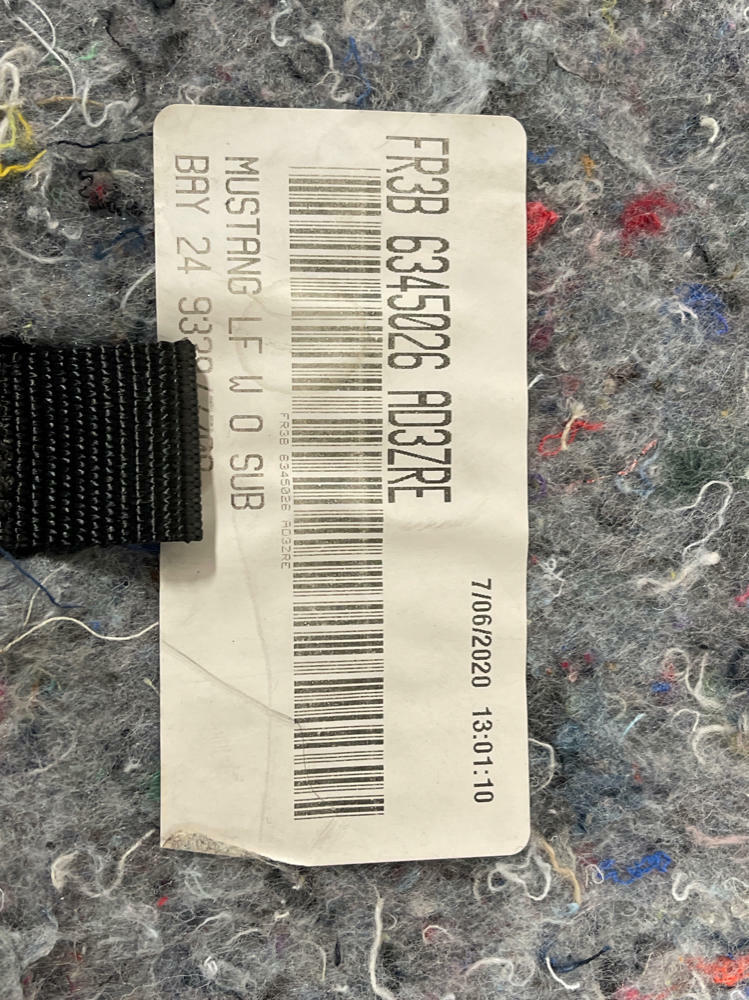 FR3B 6345026 AD3ZRE
7/06/2020 13:01:10
FR3B 6345026 AD3ZRE
MUSTANG LF W O SUB
BAY 24